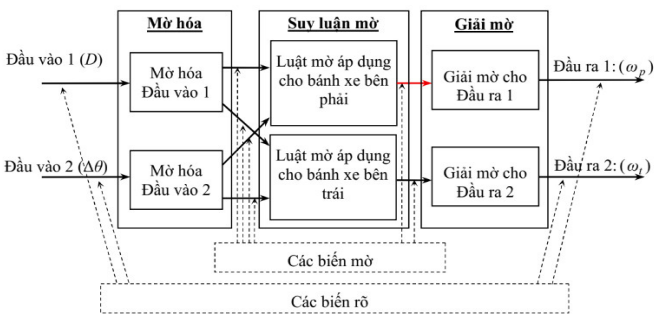 Mờ hóa
Suy luận mờ
Giải mờ
Đầu vào 1 (D)
Mờ hóa
Đầu vào 1
Luật mờ áp dụng
cho bánh xe bên
phải
Giải mờ cho
Đầu ra 1
Đầu ra 1: (ωp)
Đầu vào 2 (Δθ)
Mờ hóa
Đầu vào 2
Luật mờ áp dụng
cho bánh xe bên
trái
Giải mờ cho
Đầu ra 2
Đầu ra 2: (ωt)
Các biến mờ
Các biến rõ